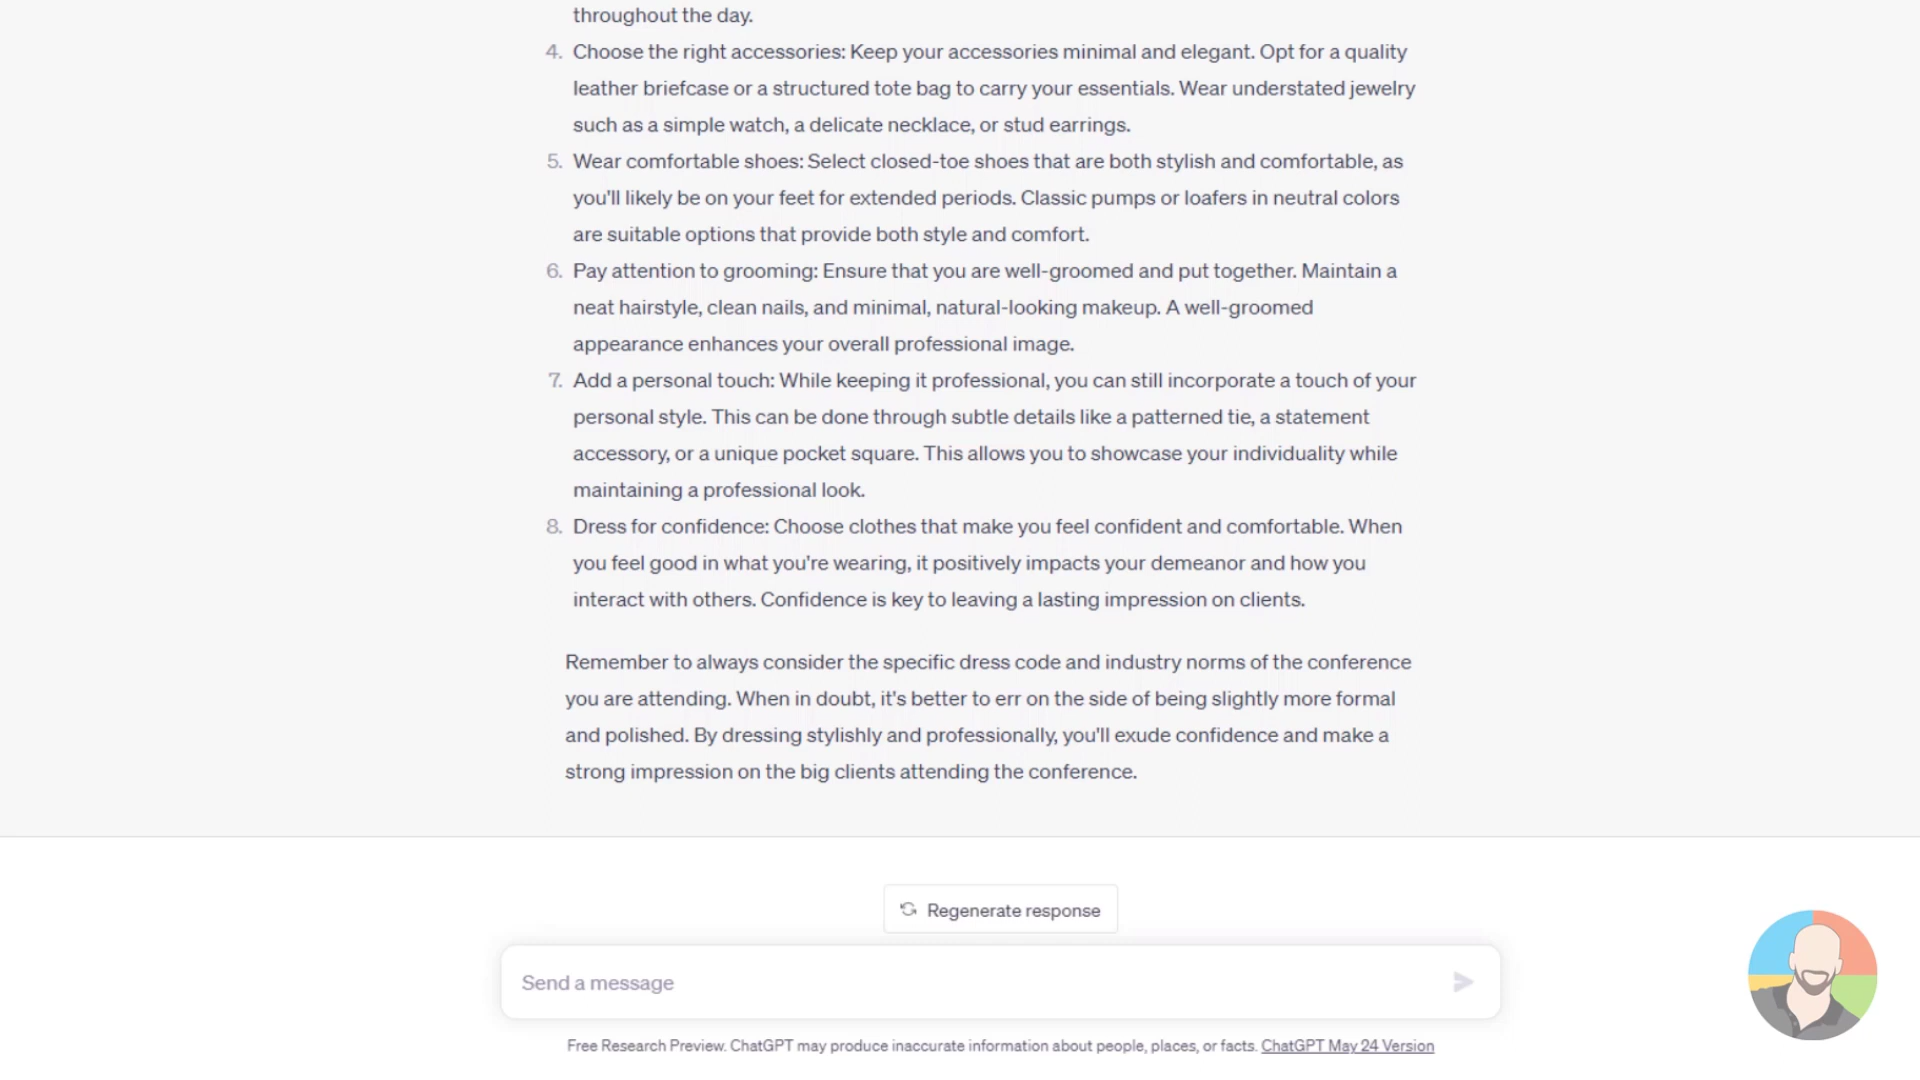 throughout the day.
4. Choose the right accessories: Keep your accessories minimal and elegant. Opt for a quality
leather briefcase or a structured tote bag to carry your essentials. Wear understated jewelry
such as a simple watch, a delicate necklace, or stud earrings.
5. Wear comfortable shoes: Select closed-toe shoes that are both stylish and comfortable, as
you'll likely be on your feet for extended periods. Classic pumps or loafers in neutral colors
are suitable options that provide both style and comfort.
6. Pay attention to grooming: Ensure that you are well-groomed and put together. Maintain a
neat hairstyle, clean nails, and minimal, natural-looking makeup. A well-groomed
appearance enhances your overall professional image.
7. Add a personal touch: While keeping it professional, you can still incorporate a touch of your
personal style. This can be done through subtle details like a patterned tie, a statement
accessory, or a unique pocket square. This allows you to showcase your individuality while
maintaining a professional look.
8. Dress for confidence: Choose clothes that make you feel confident and comfortable. When
you feel good in what you're wearing, it positively impacts your demeanor and how you
interact with others. Confidence is key to leaving a lasting impression on clients.
Remember to always consider the specific dress code and industry norms of the conference
you are attending. When in doubt, it's better to err on the side of being slightly more formal
and polished. By dressing stylishly and professionally, you'll exude confidence and make a
strong impression on the big clients attending the conference.
Regenerate response
Send a message
Free Research Preview. ChatGPT may produce inaccurate information about people, places, or facts. ChatGPT May 24 Version